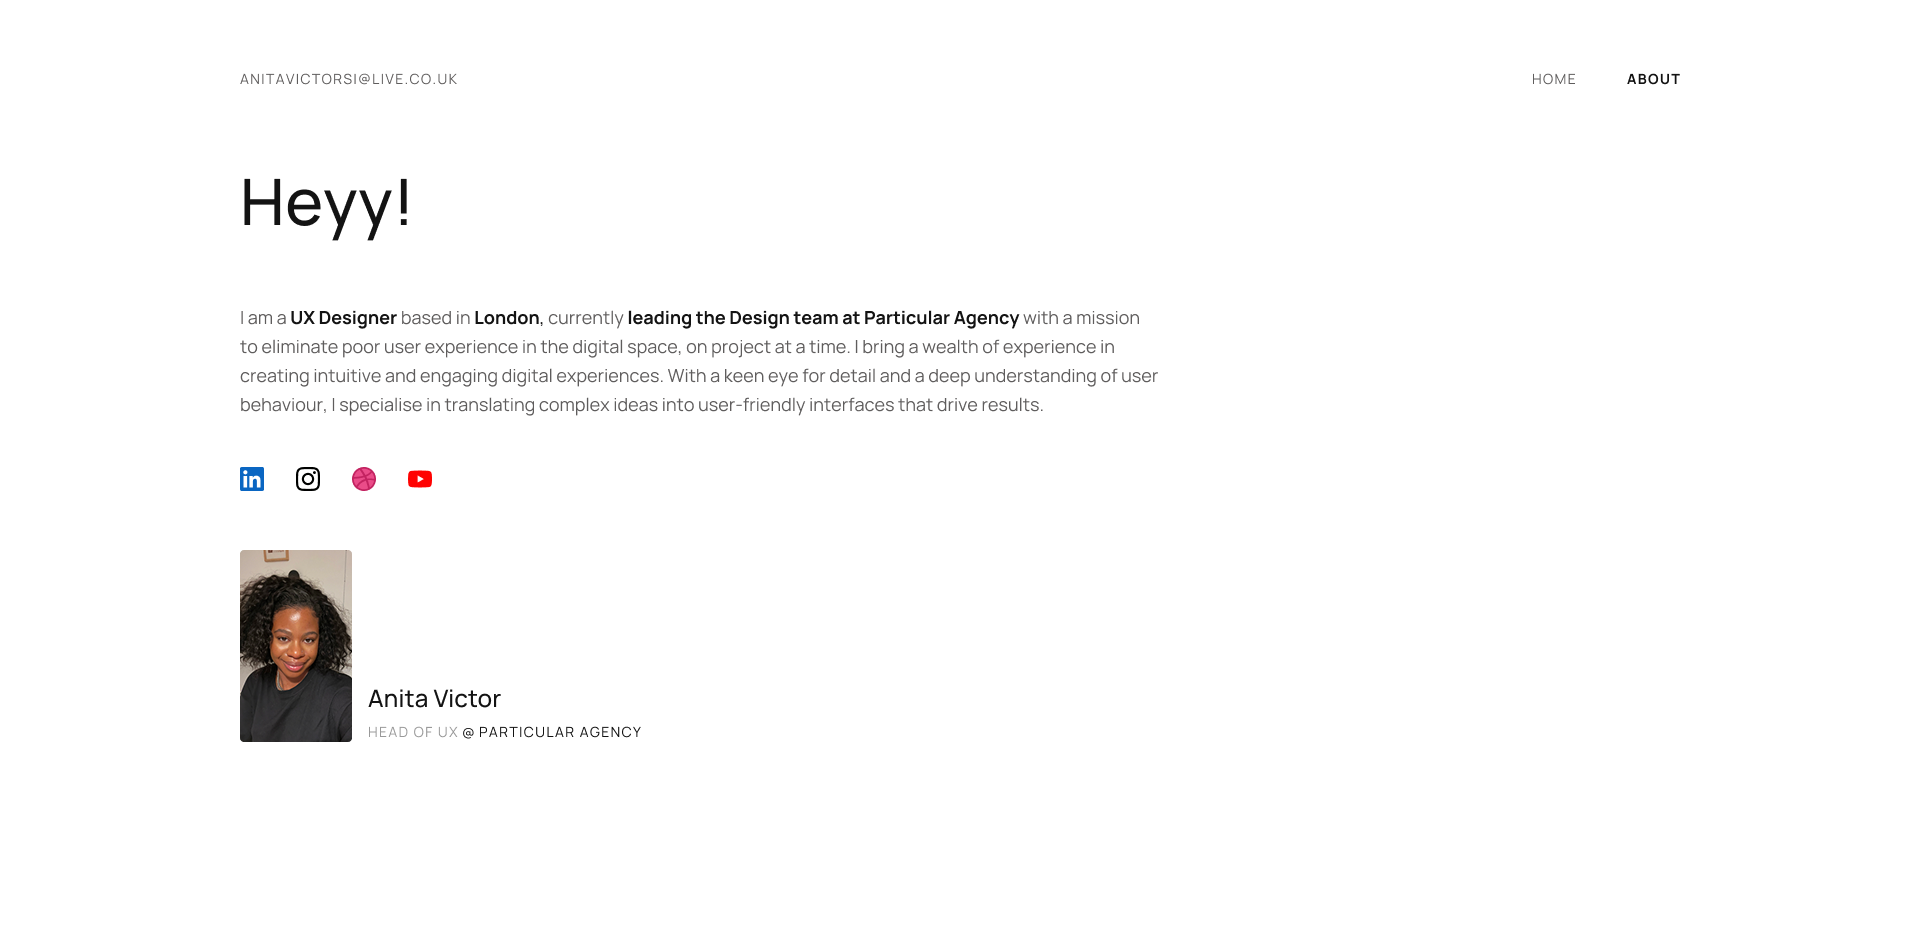 ANITAVICTORSI@LIVE.CO.UK
HOME ABOUT
Heyy!
I am a UX Designer based in London, currently leading the Design team at Particular Agency with a mission
to eliminate poor user experience in the digital space, on project at a time. I bring a wealth of experience in
creating intuitive and engaging digital experiences. With a keen eye for detail and a deep understanding of user
behaviour, I specialise in translating complex ideas into user-friendly interfaces that drive results.
in
Anita Victor
HEAD OF UX @ PARTICULAR AGENCY